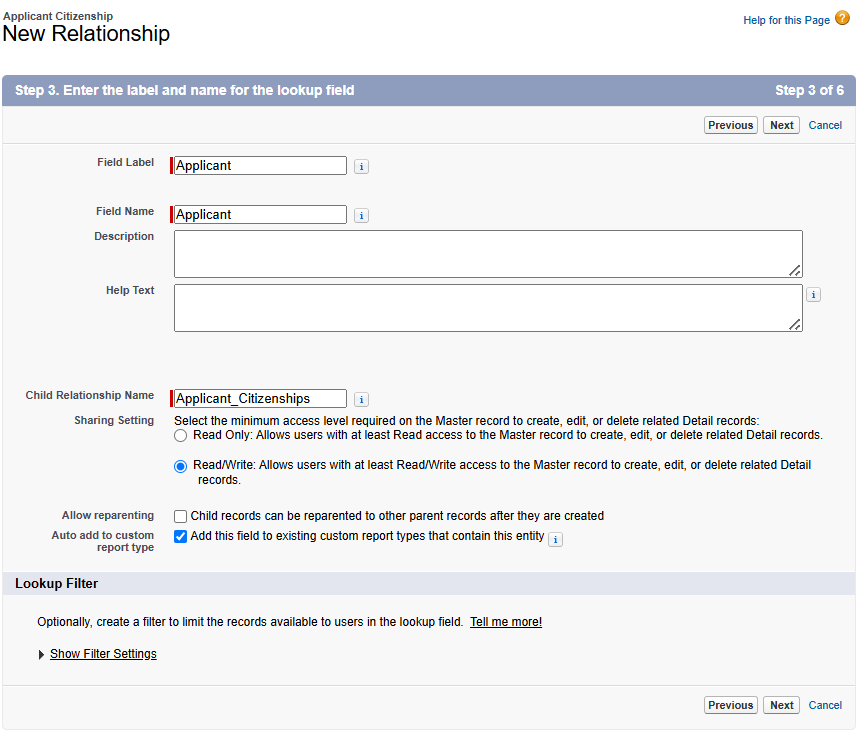 Applicant Citizenship
New Relationship
Help for this Page ?
Step 3. Enter the label and name for the lookup field
Step 3 of 6
Previous Next Cancel
Field Label Applicant i
Field Name Applicant i
Description
Help Text i
Child Relationship Name Applicant_Citizenships i
Sharing Setting Select the minimum access level required on the Master record to create, edit, or delete related Detail records:
Read Only: Allows users with at least Read access to the Master record to create, edit, or delete related Detail records.
Read/Write: Allows users with at least Read/Write access to the Master record to create, edit, or delete related Detail
records.
Allow reparenting Child records can be reparented to other parent records after they are created
Auto add to custom
report type
Add this field to existing custom report types that contain this entity i
Lookup Filter
Optionally, create a filter to limit the records available to users in the lookup field. Tell me more!
Show Filter Settings
Previous Next Cancel